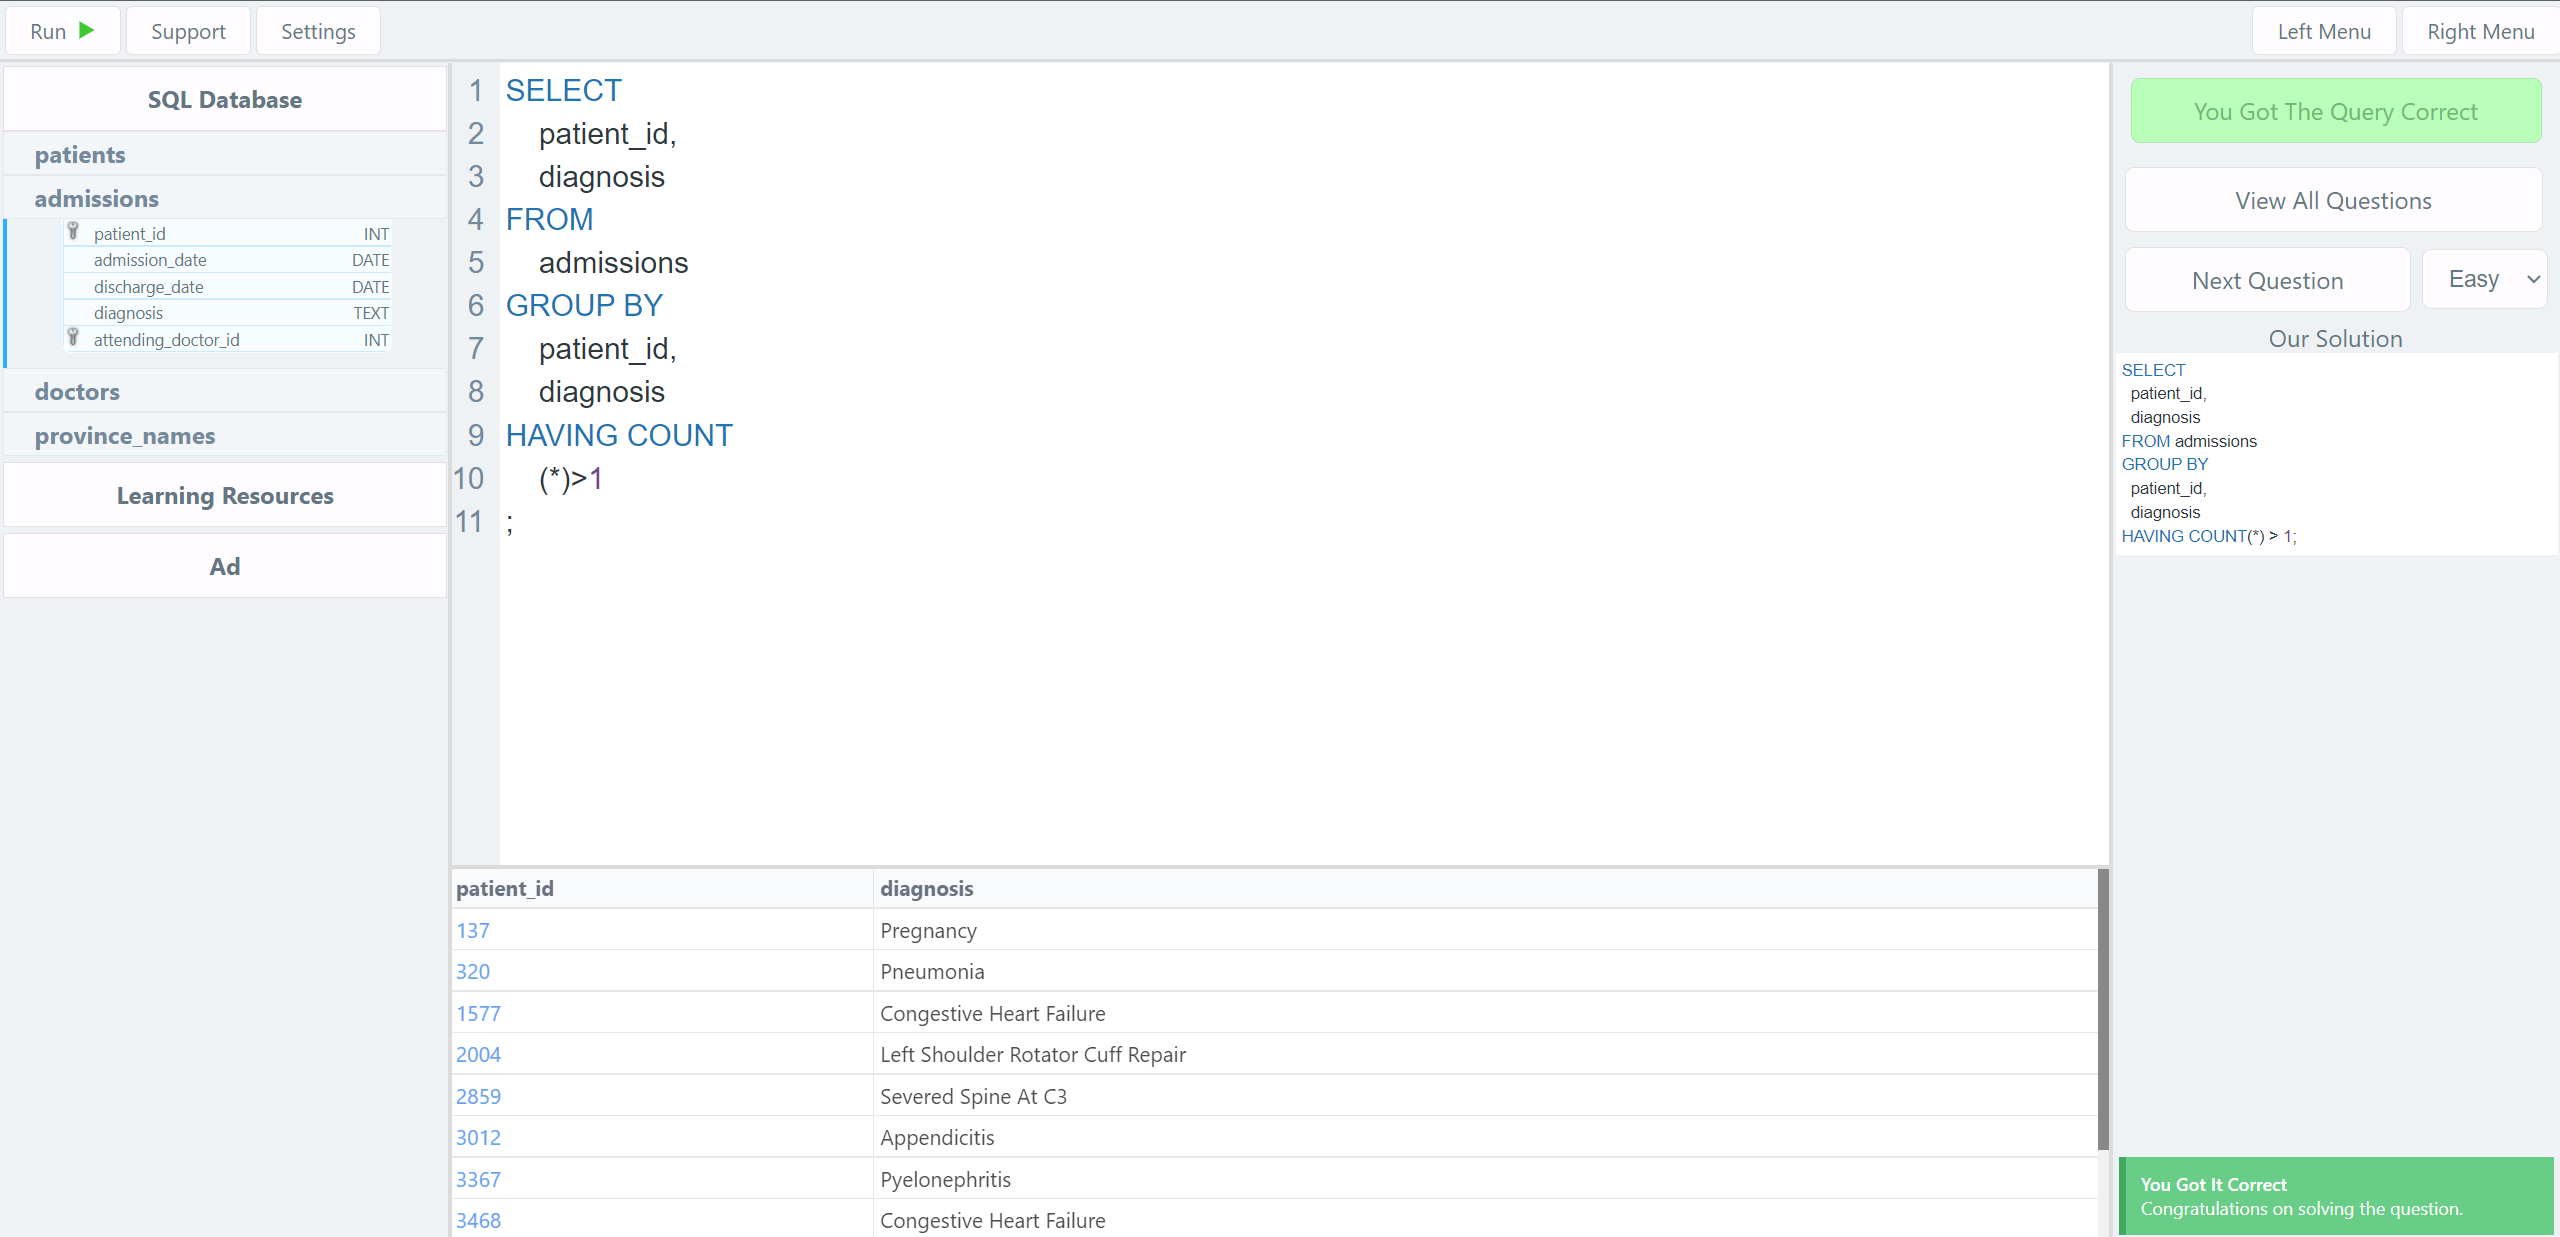 Run
Support
Settings
Left Menu
Right Menu
SQL Database
patients
admissions
patient_id INT
admission_date DATE
discharge_date DATE
diagnosis TEXT
attending_doctor_id INT
doctors
province_names
Learning Resources
Ad
1 SELECT
2 patient_id,
3 diagnosis
4 FROM
5 admissions
6 GROUP BY
7 patient_id,
8 diagnosis
9 HAVING COUNT
10 (*)>1
11 ;
patient_id diagnosis
137 Pregnancy
320 Pneumonia
1577 Congestive Heart Failure
2004 Left Shoulder Rotator Cuff Repair
2859 Severed Spine At C3
3012 Appendicitis
3367 Pyelonephritis
3468 Congestive Heart Failure
You Got The Query Correct
View All Questions
Next Question
Easy
Our Solution
SELECT
patient_id,
diagnosis
FROM admissions
GROUP BY
patient_id,
diagnosis
HAVING COUNT(*) > 1;
You Got It Correct
Congratulations on solving the question.